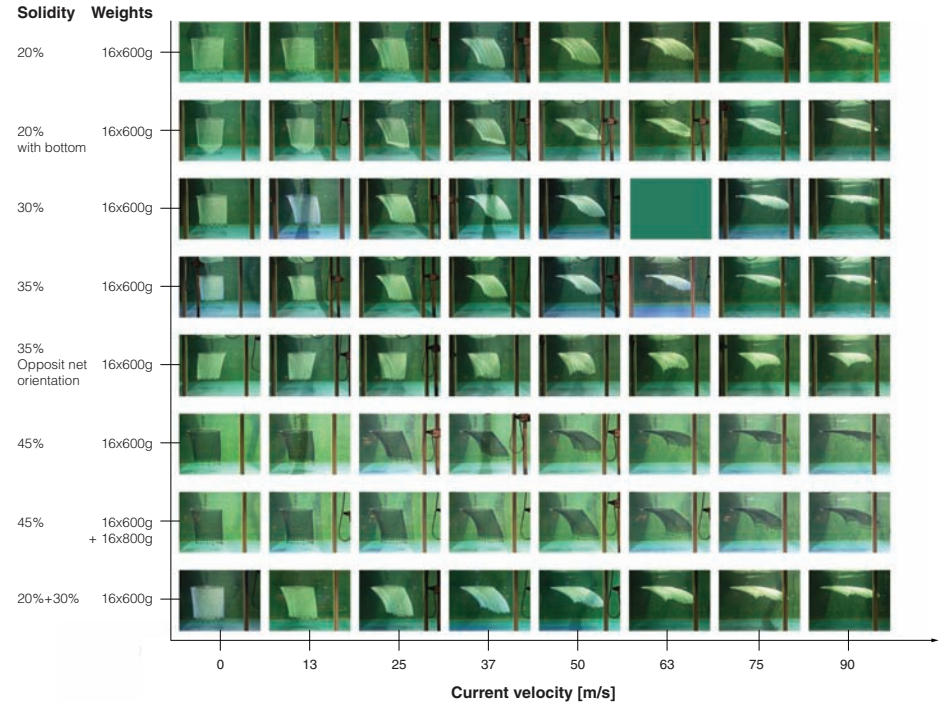 Solidity Weights
20% 16x600g
20%
with bottom 16x600g
30% 16x600g
35% 16x600g
35%
Opposit net
orientation 16x600g
45% 16x600g
45% 16x600g
+ 16x800g
20%+30% 16x600g
0 13 25 37 50 63 75 90
Current velocity [m/s]